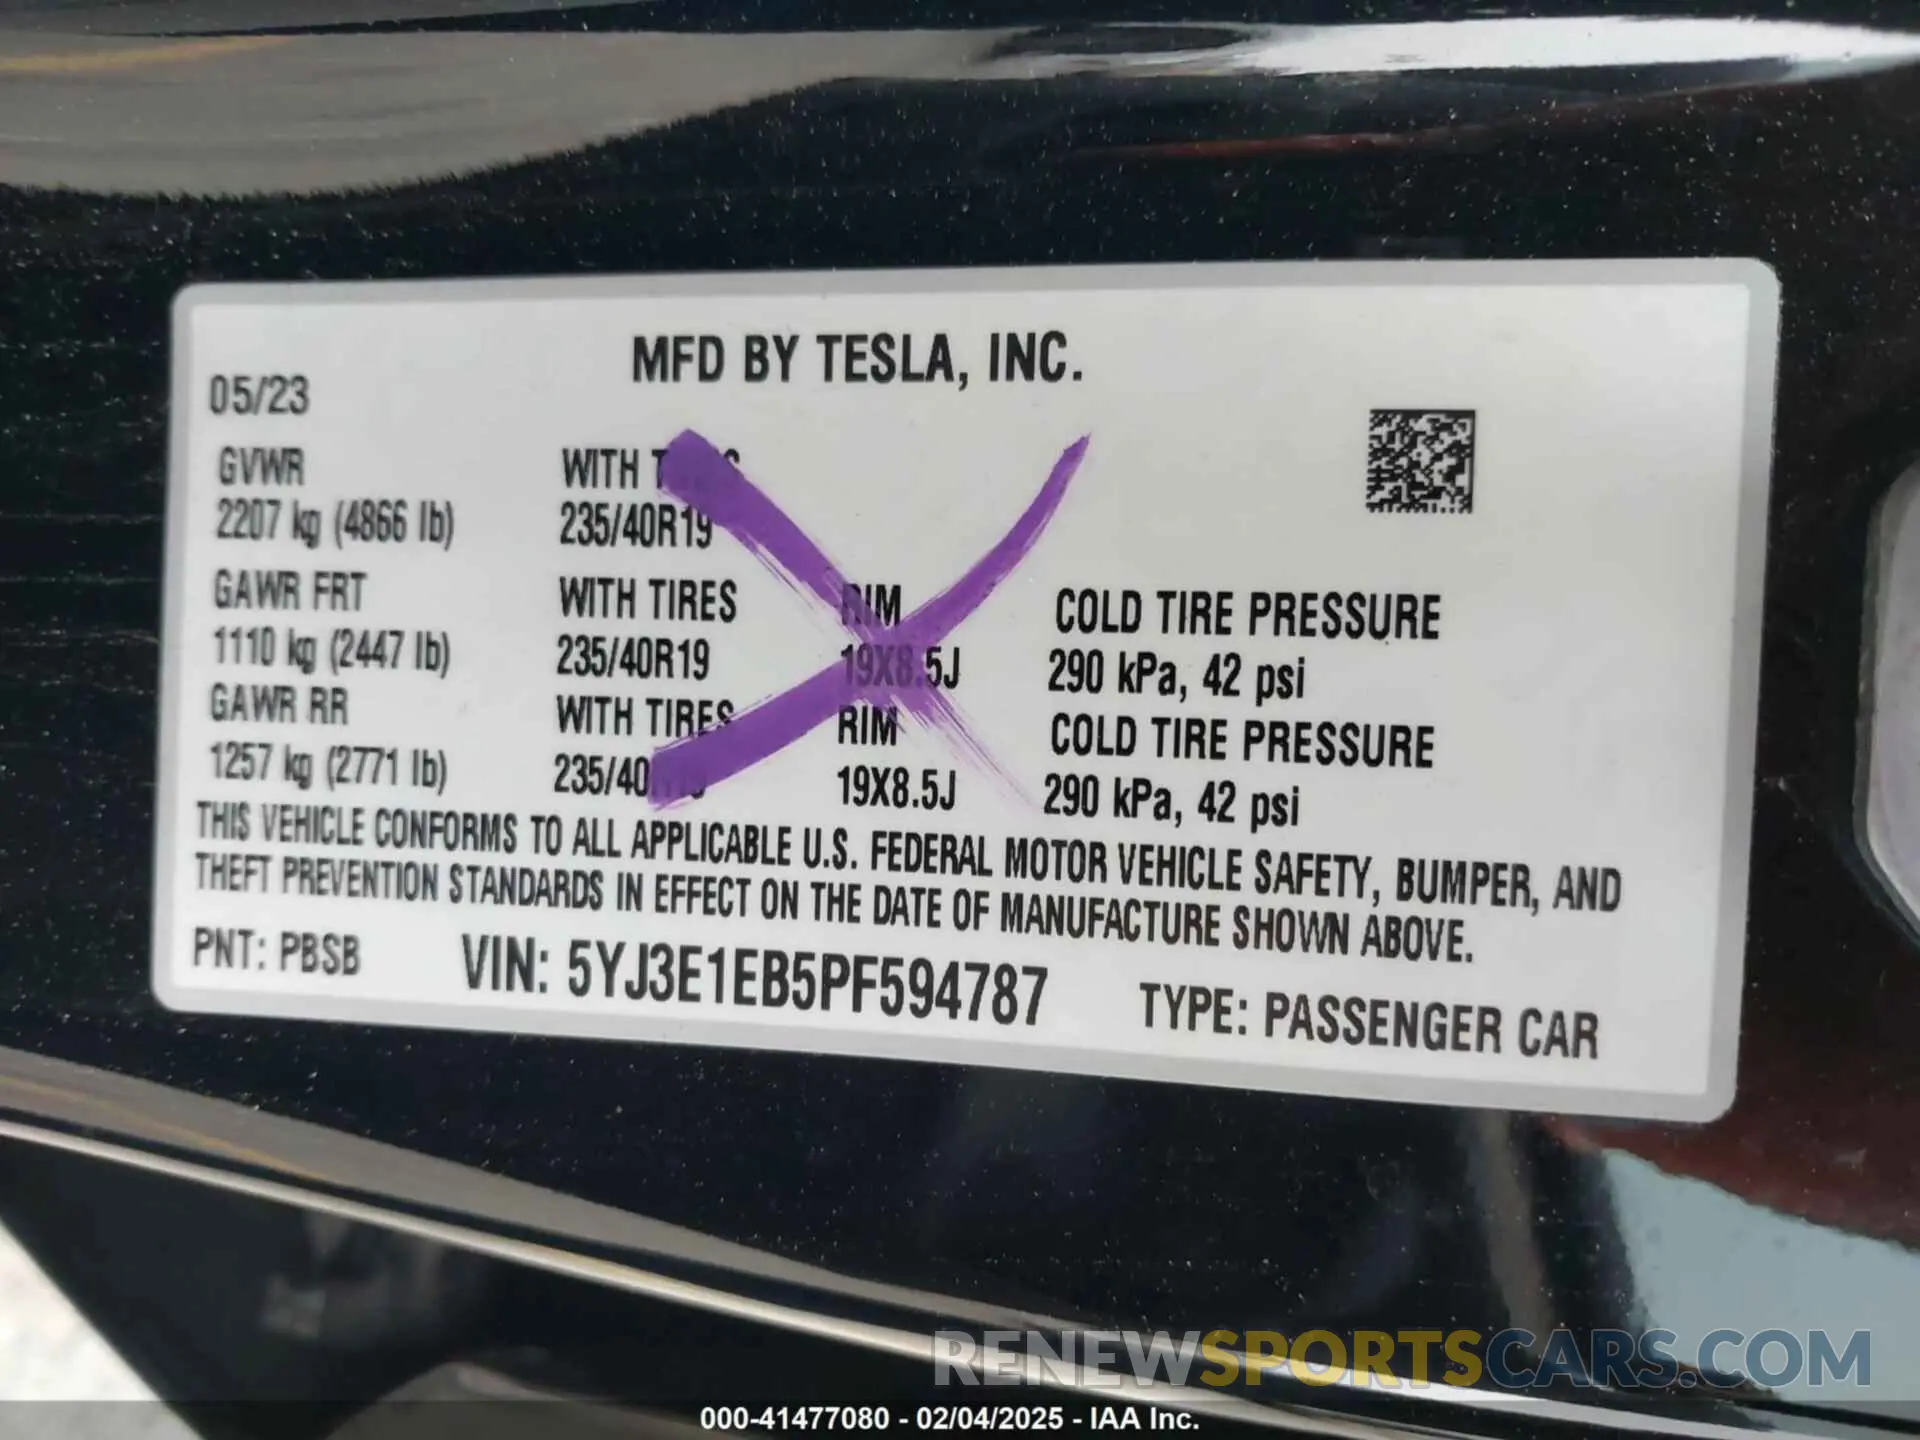 MFD BY TESLA, INC.
05/23
GVWR WITH
2207 kg (4866 lb) 235/40R19
GAWR FRT WITH TIRES RIM COLD TIRE PRESSURE
1110 kg (2447 lb) 235/40R19 19X8.5J 290 kPa, 42 psi
GAWR RR WITH TIRES RIM COLD TIRE PRESSURE
1257 kg (2771 lb) 235/40R19 19X8.5J 290 kPa, 42 psi
THIS VEHICLE CONFORMS TO ALL APPLICABLE U.S. FEDERAL MOTOR VEHICLE SAFETY, BUMPER, AND
THEFT PREVENTION STANDARDS IN EFFECT ON THE DATE OF MANUFACTURE SHOWN ABOVE.
PNT: PBSB VIN: 5YJ3E1EB5PF594787 TYPE: PASSENGER CAR
RENEWSPORTSCARS.COM
000-41477080 - 02/04/2025 - IAA Inc.